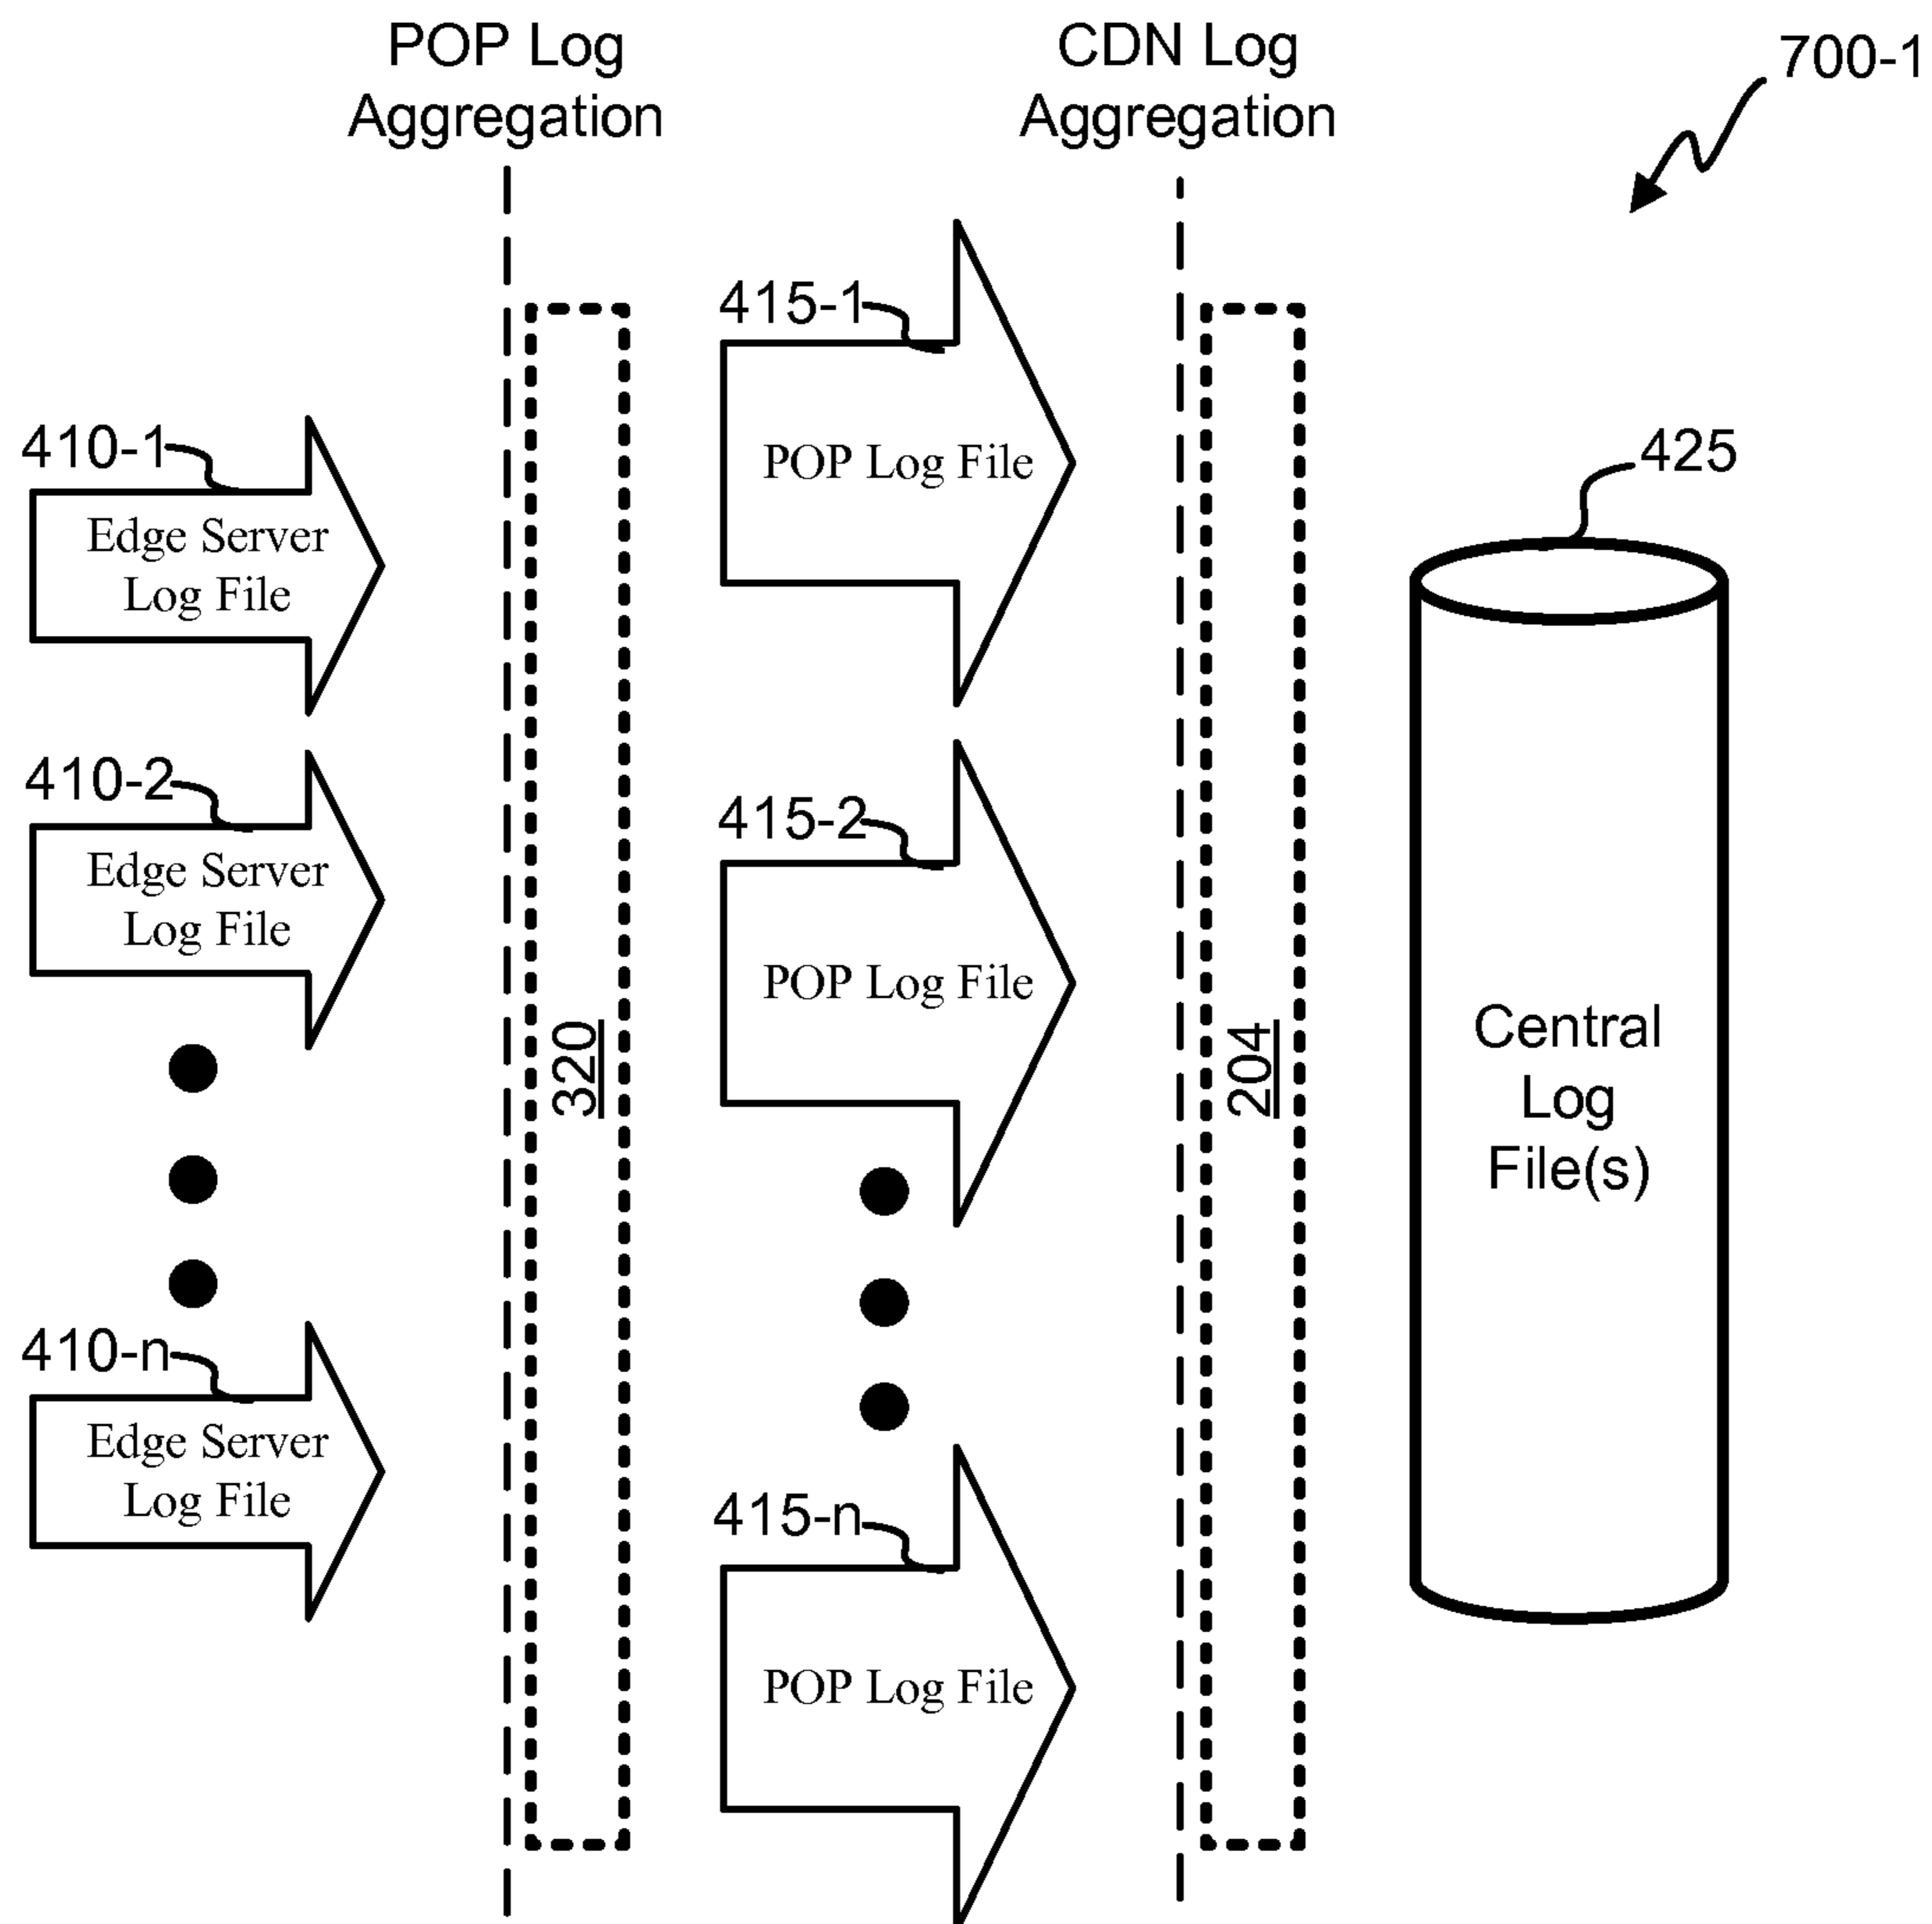 POP Log
Aggregation
CDN Log
Aggregation
700-1
410-1
Edge Server
Log File
410-2
Edge Server
Log File
410-n
Edge Server
Log File
320
415-1
POP Log File
415-2
POP Log File
415-n
POP Log File
204
425
Central
Log
File(s)